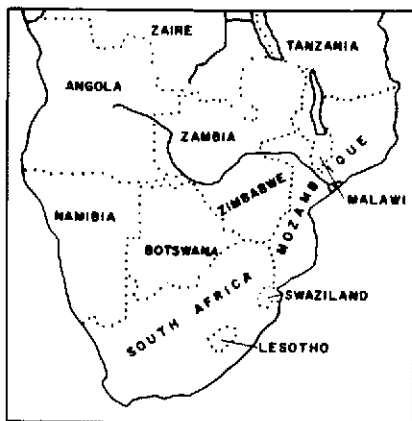 ZAIRE
TANZANIA
ANGOLA
ZAMBIA
MALAWI
ZIMBABWE
MOZAMBIQUE
NAMIBIA
BOTSWANA
SWAZILAND
SOUTH AFRICA
LESOTHO